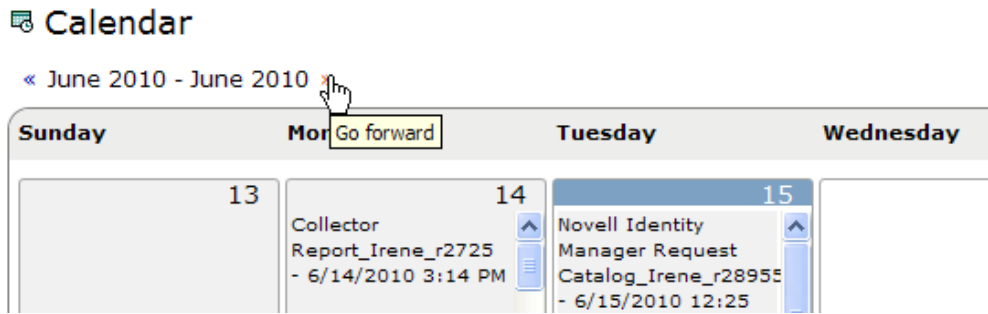 Calendar
« June 2010 - June 2010
Go forward
Sunday Mon Tuesday Wednesday
13 14 15
Collector
Report_Irene_r2725
- 6/14/2010 3:14 PM
Novell Identity
Manager Request
Catalog_Irene_r28955
- 6/15/2010 12:25